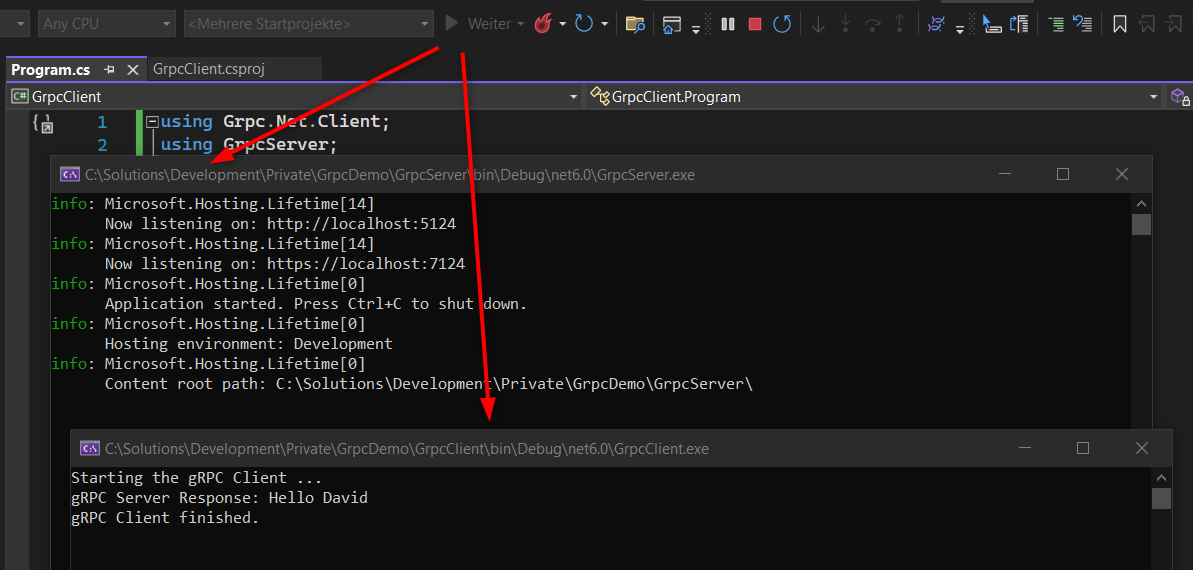 Any CPU <Mehrere Startprojekte> Weiter
Program.cs GrpcClient.csproj
C# GrpcClient GrpcClient.Program
1 using Grpc.Net.Client;
2 using GrpcServer;
C:\Solutions\Development\Private\GrpcDemo\GrpcServer\bin\Debug\net6.0\GrpcServer.exe
info: Microsoft.Hosting.Lifetime[14]
Now listening on: http://localhost:5124
info: Microsoft.Hosting.Lifetime[14]
Now listening on: https://localhost:7124
info: Microsoft.Hosting.Lifetime[0]
Application started. Press Ctrl+C to shut down.
info: Microsoft.Hosting.Lifetime[0]
Hosting environment: Development
info: Microsoft.Hosting.Lifetime[0]
Content root path: C:\Solutions\Development\Private\GrpcDemo\GrpcServer\
C:\Solutions\Development\Private\GrpcDemo\GrpcClient\bin\Debug\net6.0\GrpcClient.exe
Starting the gRPC Client ...
gRPC Server Response: Hello David
gRPC Client finished.